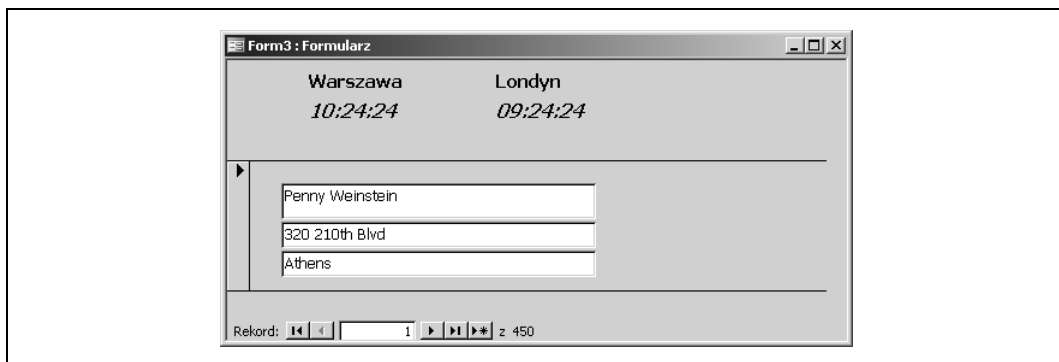 Form3 : Formularz
Warszawa Londyn
10:24:24 09:24:24
Penny Weinstein
320 210th Blvd
Athens
Rekord: 1 z 450